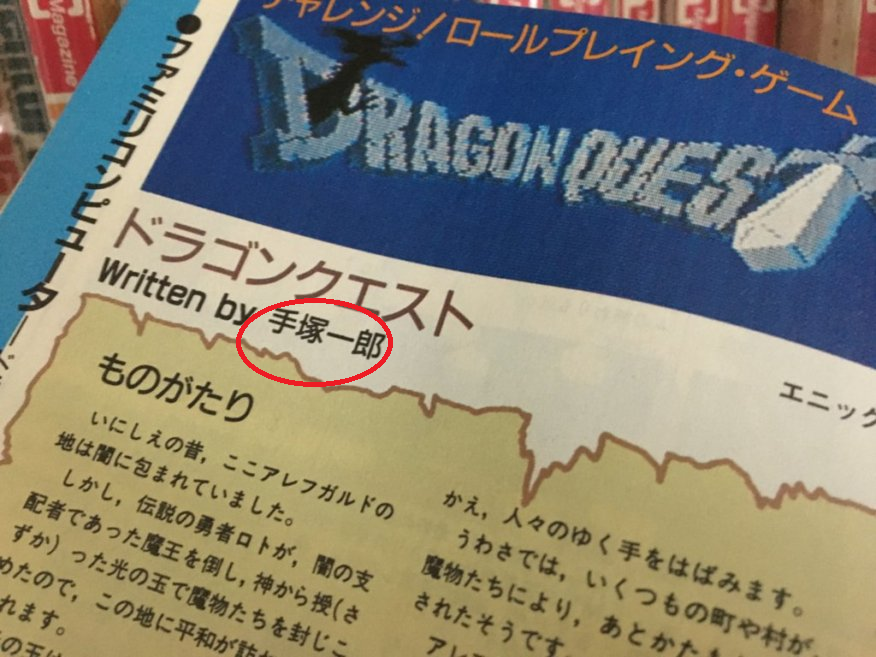 Magazine
チャレンジ！ロールプレイング・ゲーム
DRAGON QUEST
●ファミリコンピューター
ドラゴンクエスト
Written by 手塚一郎
エニック
ものがたり
いにしえの昔，ここアレフガルドの
地は闇に包まれていました。
しかし，伝説の勇者ロトが，闇の支
配者であった魔王を倒し，神から授(さ
ずか）った光の玉で魔物たちを封じこ
めたので，この地に平和が訪
れます。
の玉は
かえ，人々のゆく手をはばみます。
うわさでは，いくつもの町や村が
魔物たちにより，あとかたも
されたそうです
アレ